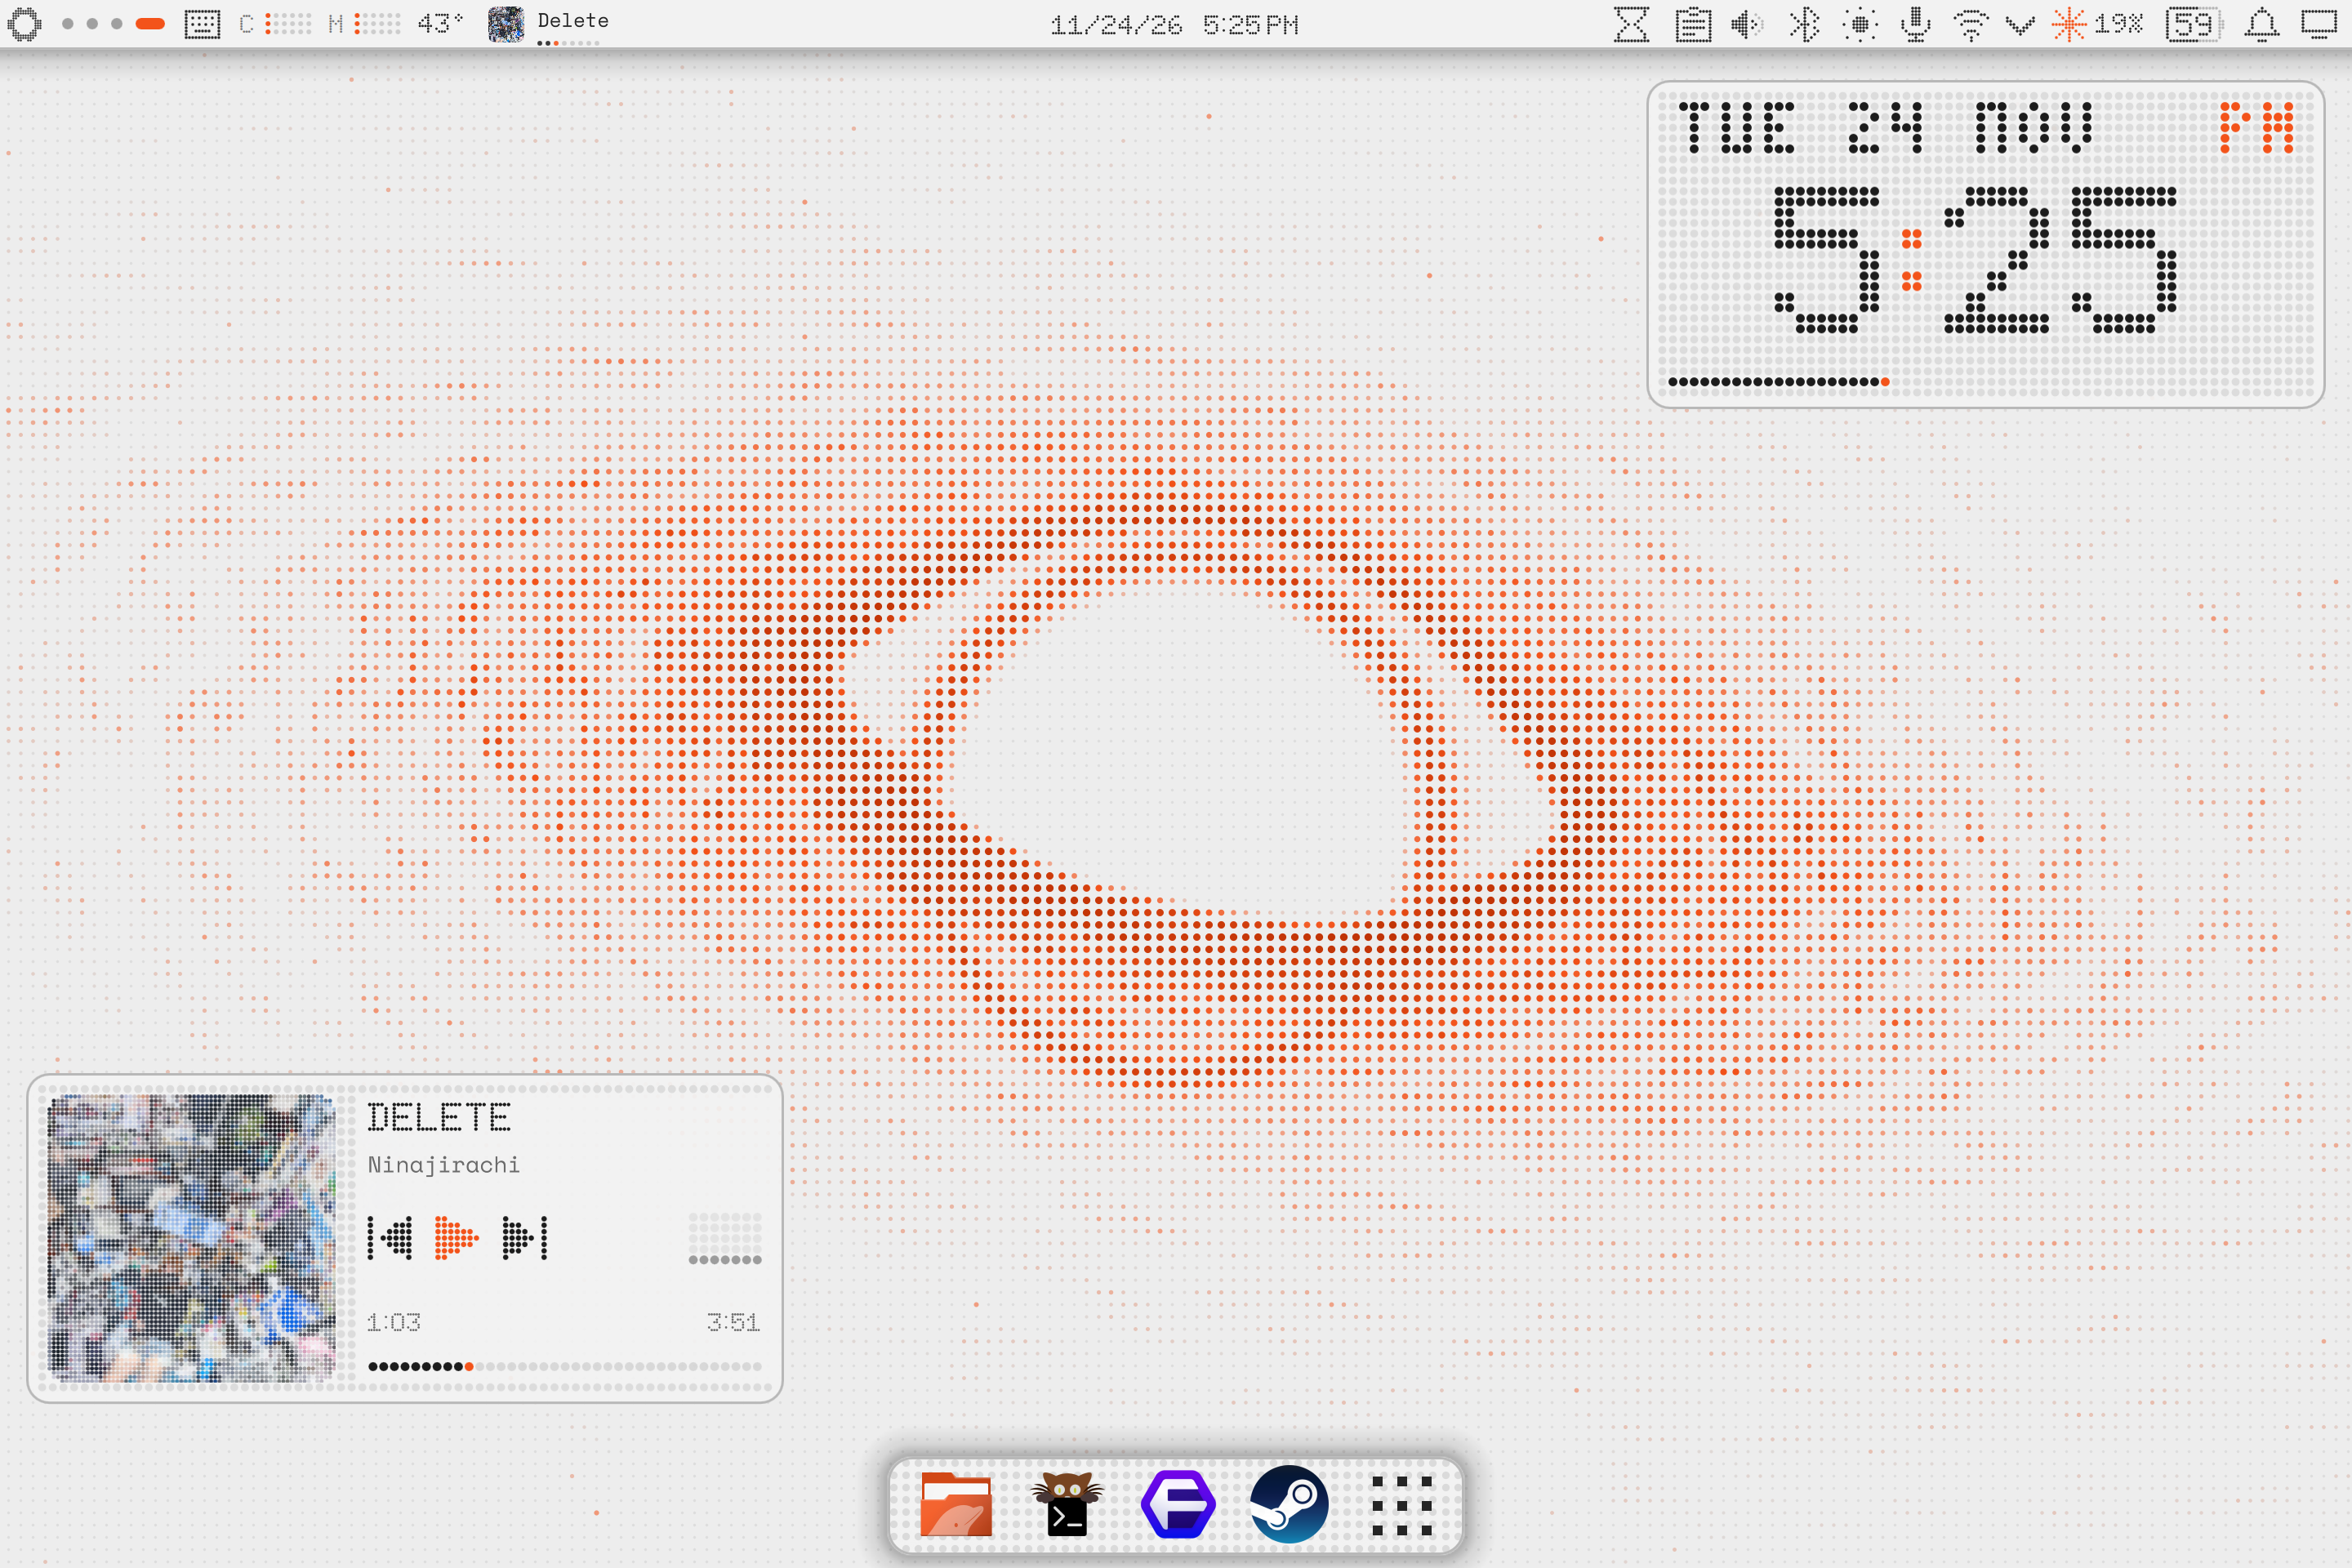 C M 43° Delete 11/24/26 5:25 PM 19% 59
TUE 24 NOV PM
5:25
DELETE
Ninajirachi
1:03 3:51